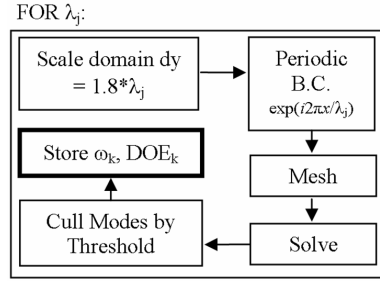 FOR λj:
Scale domain dy
= 1.8*λj
Periodic
B.C.
exp(i2πx/λj)
Mesh
Solve
Cull Modes by
Threshold
Store ωk, DOEk